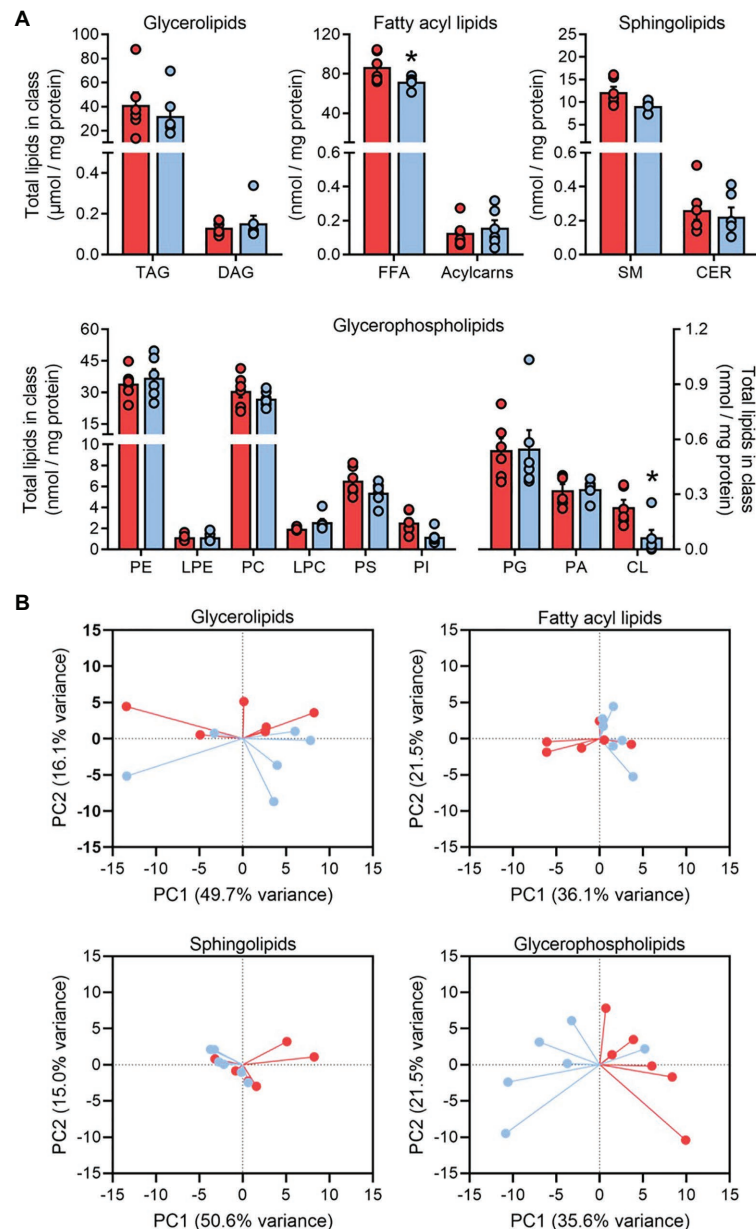 A
Glycerolipids
Fatty acyl lipids
Sphingolipids
Total lipids in class
(μmol / mg protein)
100
80
60
40
20
0.4
0.2
0.0
TAG
DAG
(nmol / mg protein)
120
80
40
0.6
0.4
0.2
0.0
*
FFA
Acylcarns
(nmol / mg protein)
25
20
15
10
5
0.6
0.4
0.2
0.0
SM
CER
Glycerophospholipids
Total lipids in class
(nmol / mg protein)
60
45
30
15
10
8
6
4
2
0
PE
LPE
PC
LPC
PS
PI
1.2
0.9
0.6
0.3
0.0
Total lipids in class
(nmol / mg protein)
*
PG
PA
CL
B
Glycerolipids
PC2 (16.1% variance)
15
10
5
0
-5
-10
-15
-15 -10 -5 0 5 10 15
PC1 (49.7% variance)
Fatty acyl lipids
PC2 (21.5% variance)
15
10
5
0
-5
-10
-15
-15 -10 -5 0 5 10 15
PC1 (36.1% variance)
Sphingolipids
PC2 (15.0% variance)
15
10
5
0
-5
-10
-15
-15 -10 -5 0 5 10 15
PC1 (50.6% variance)
Glycerophospholipids
PC2 (21.5% variance)
15
10
5
0
-5
-10
-15
-15 -10 -5 0 5 10 15
PC1 (35.6% variance)